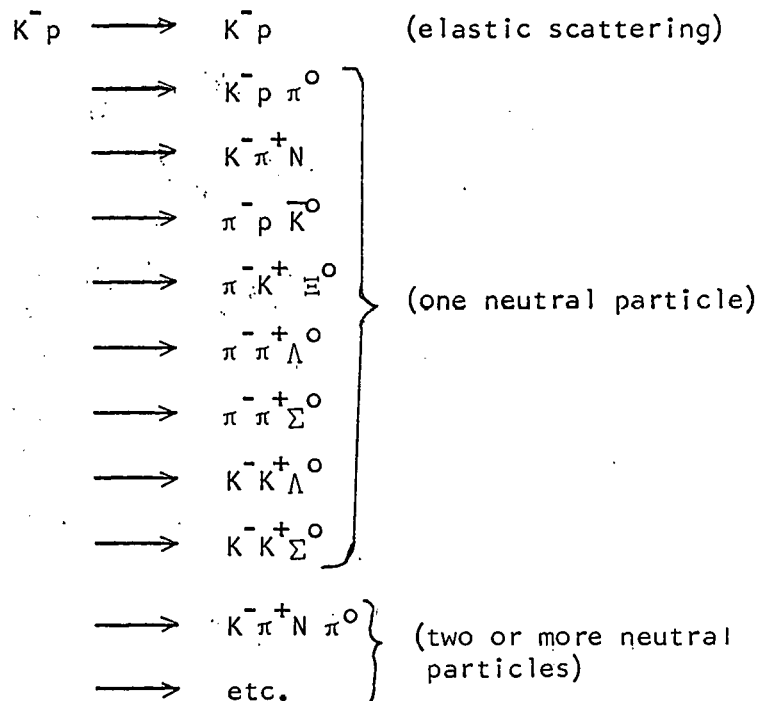 K⁻p ⟶ K⁻p (elastic scattering)
⟶ K⁻p π⁰
⟶ K⁻π⁺N
⟶ π⁻p K̅⁰
⟶ π⁻K⁺ Ξ⁰
(one neutral particle)
⟶ π⁻π⁺Λ⁰
⟶ π⁻π⁺Σ⁰
⟶ K⁻K⁺Λ⁰
⟶ K⁻K⁺Σ⁰
⟶ K⁻π⁺N π⁰ (two or more neutral
particles)
⟶ etc.